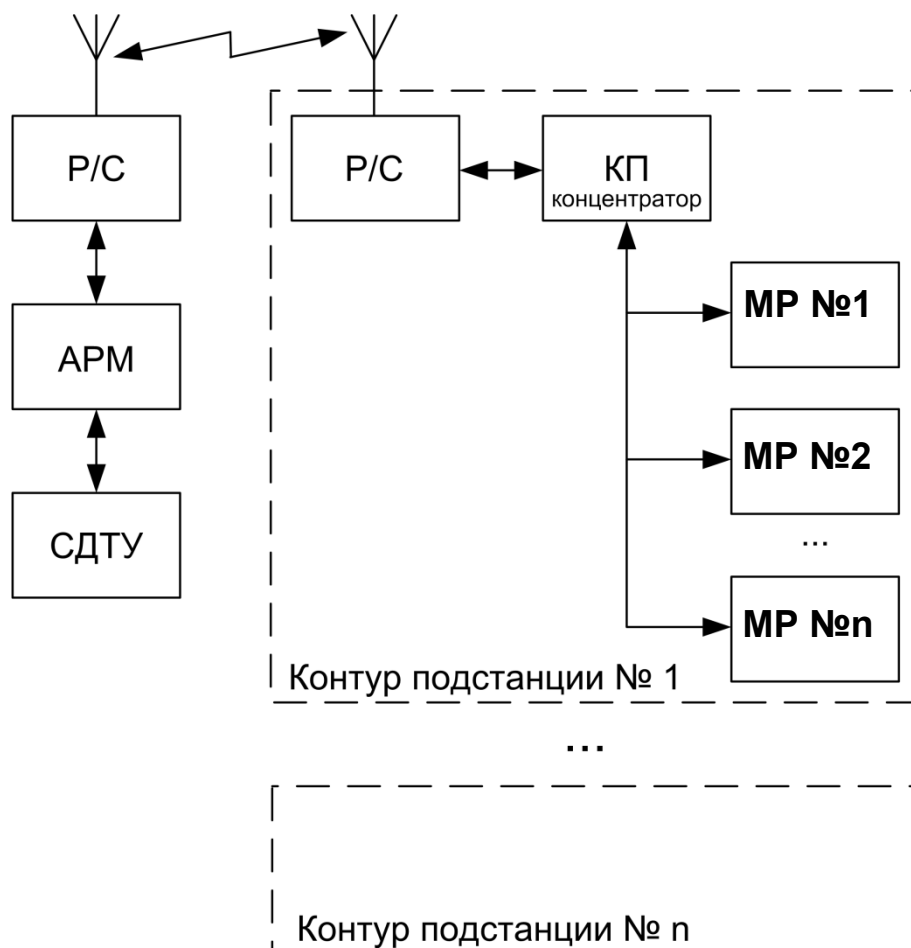 Р/С
Р/С
КП
концентратор
МР №1
АРМ
МР №2
...
СДТУ
МР №n
Контур подстанции № 1
...
Контур подстанции № n